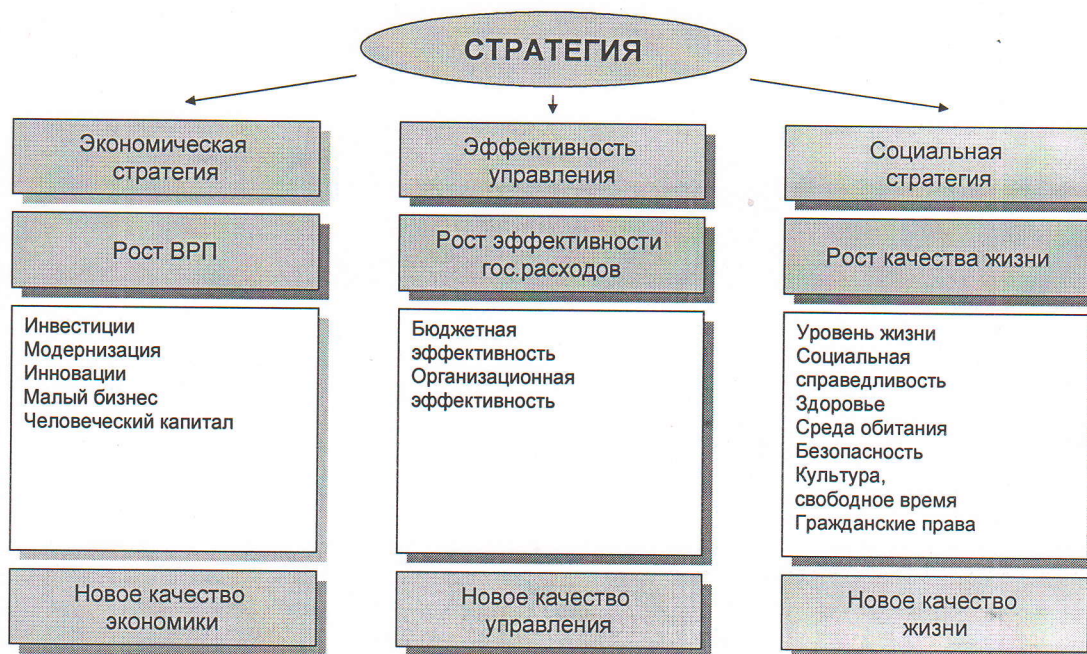 СТРАТЕГИЯ
Экономическая
стратегия
Рост ВРП
Инвестиции
Модернизация
Инновации
Малый бизнес
Человеческий капитал
Новое качество
экономики
Эффективность
управления
Рост эффективности
гос.расходов
Бюджетная
эффективность
Организационная
эффективность
Новое качество
управления
Социальная
стратегия
Рост качества жизни
Уровень жизни
Социальная
справедливость
Здоровье
Среда обитания
Безопасность
Культура,
свободное время
Гражданские права
Новое качество
жизни